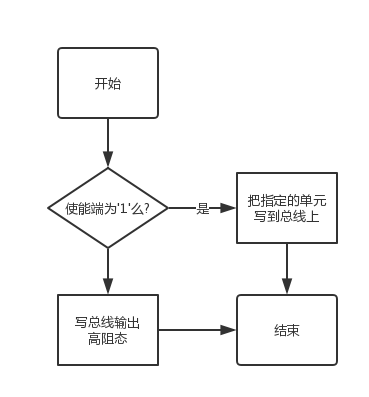 开始
使能端为'1'么?
是
把指定的单元
写到总线上
写总线输出
高阻态
结束